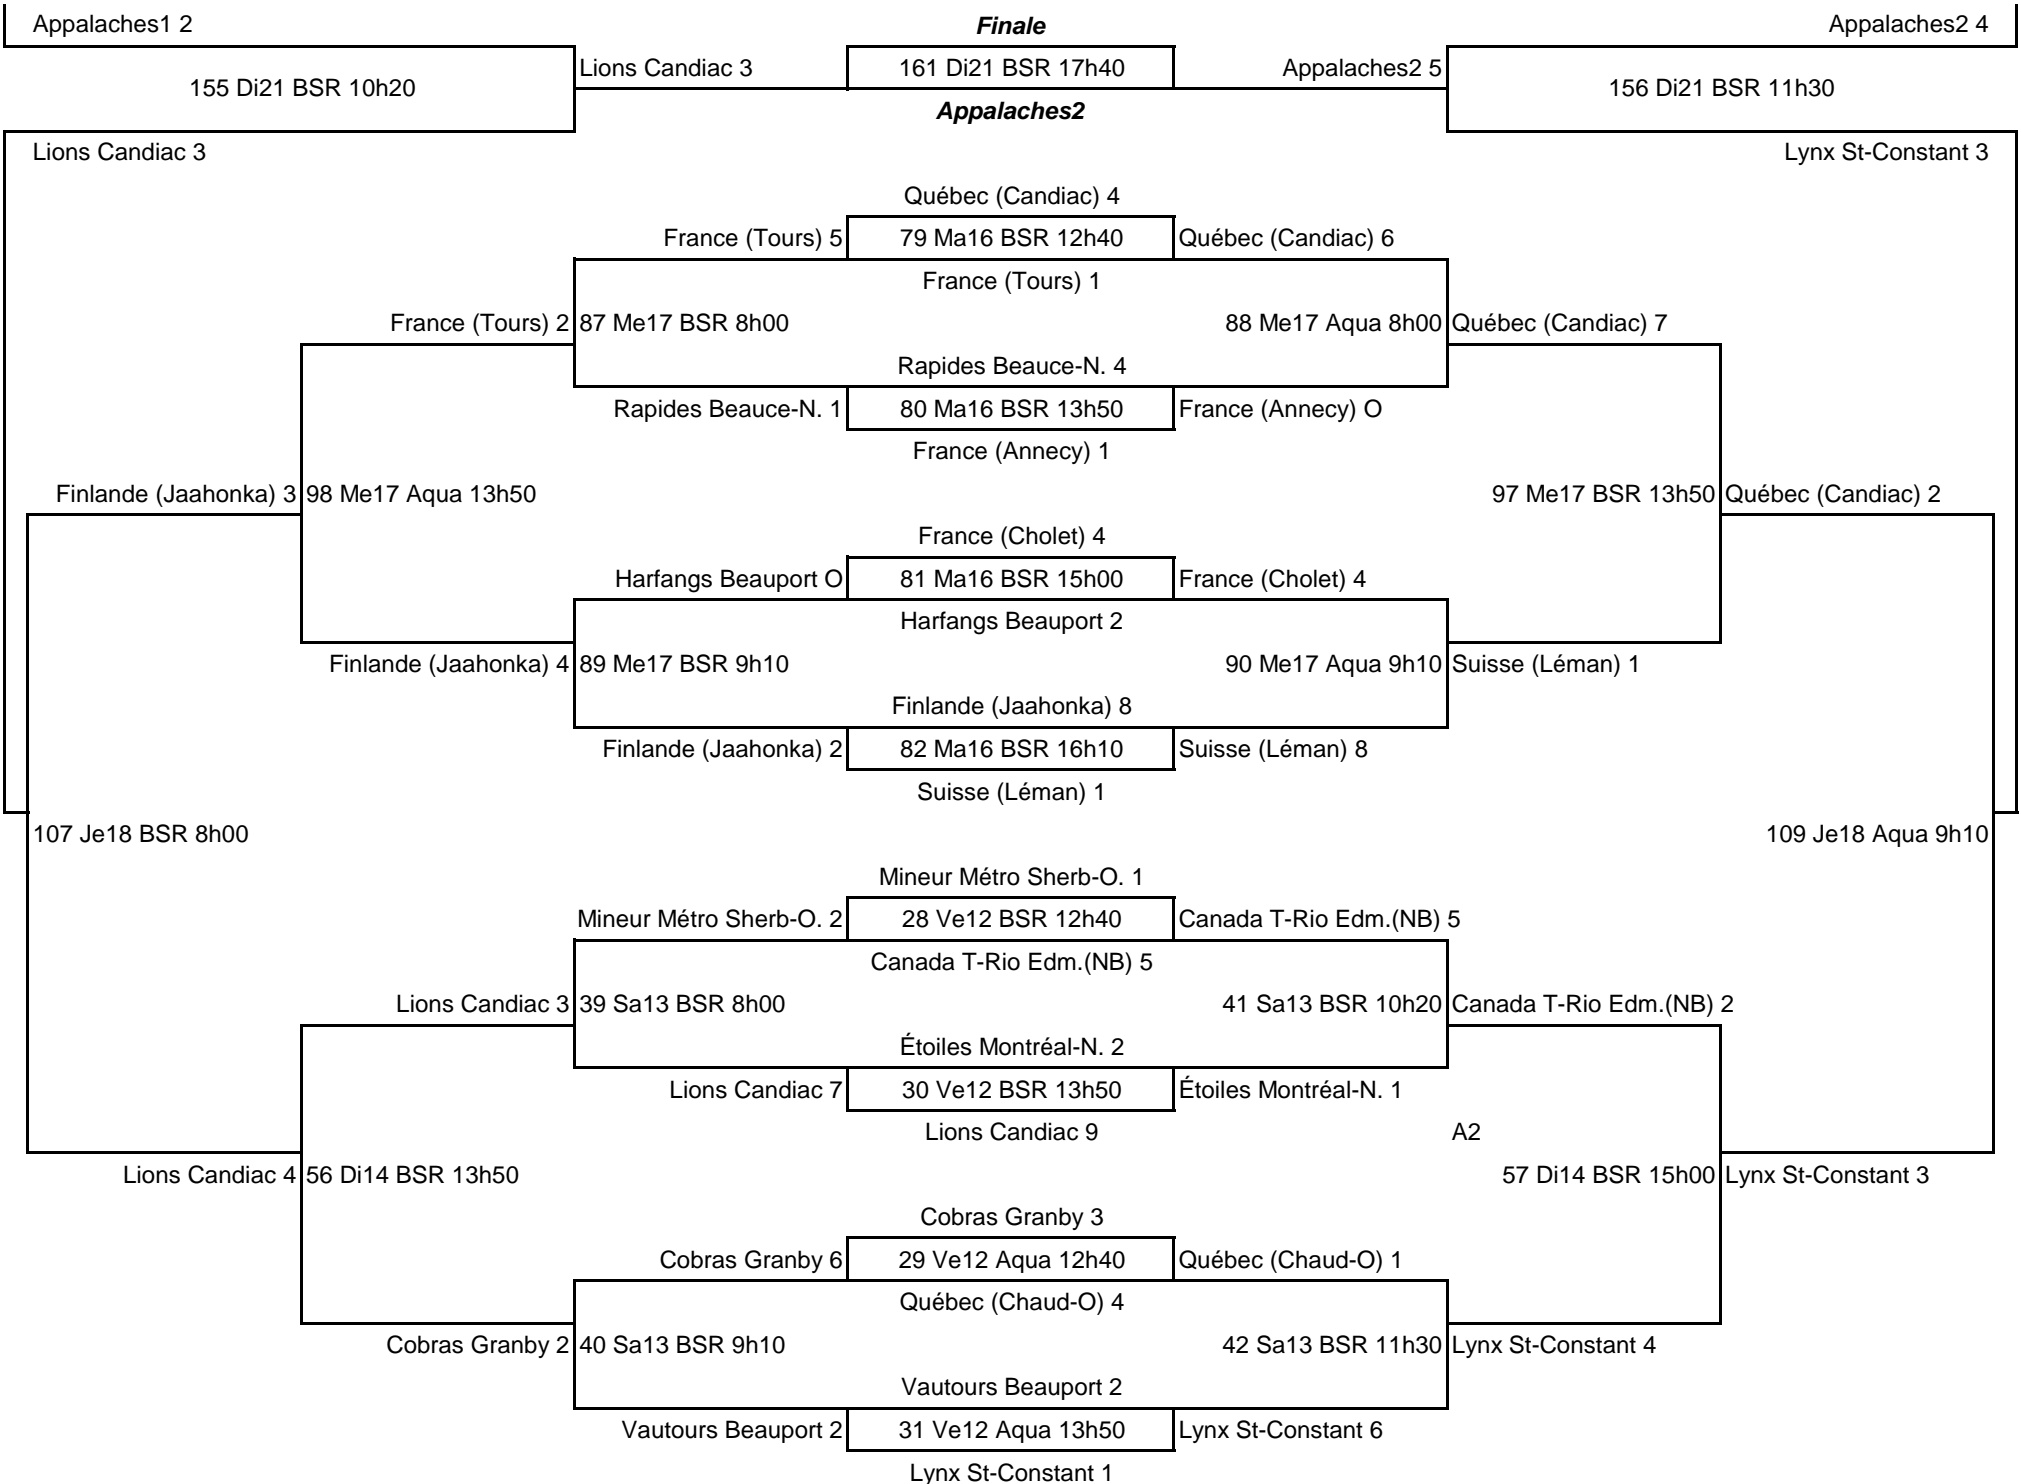 Appalaches1 2
Finale
Appalaches2 4
Lions Candiac 3
161 Di21 BSR 17h40
Appalaches2 5
155 Di21 BSR 10h20
156 Di21 BSR 11h30
Appalaches2
Lions Candiac 3
Lynx St-Constant 3
Québec (Candiac) 4
France (Tours) 5
79 Ma16 BSR 12h40
Québec (Candiac) 6
France (Tours) 1
France (Tours) 2
87 Me17 BSR 8h00
88 Me17 Aqua 8h00
Québec (Candiac) 7
Rapides Beauce-N. 4
Rapides Beauce-N. 1
80 Ma16 BSR 13h50
France (Annecy) O
France (Annecy) 1
Finlande (Jaahonka) 3
98 Me17 Aqua 13h50
97 Me17 BSR 13h50
Québec (Candiac) 2
France (Cholet) 4
Harfangs Beauport O
81 Ma16 BSR 15h00
France (Cholet) 4
Harfangs Beauport 2
Finlande (Jaahonka) 4
89 Me17 BSR 9h10
90 Me17 Aqua 9h10
Suisse (Léman) 1
Finlande (Jaahonka) 8
Finlande (Jaahonka) 2
82 Ma16 BSR 16h10
Suisse (Léman) 8
Suisse (Léman) 1
107 Je18 BSR 8h00
109 Je18 Aqua 9h10
Mineur Métro Sherb-O. 1
Mineur Métro Sherb-O. 2
28 Ve12 BSR 12h40
Canada T-Rio Edm.(NB) 5
Canada T-Rio Edm.(NB) 5
Lions Candiac 3
39 Sa13 BSR 8h00
41 Sa13 BSR 10h20
Canada T-Rio Edm.(NB) 2
Étoiles Montréal-N. 2
Lions Candiac 7
30 Ve12 BSR 13h50
Étoiles Montréal-N. 1
Lions Candiac 9
A2
Lions Candiac 4
56 Di14 BSR 13h50
57 Di14 BSR 15h00
Lynx St-Constant 3
Cobras Granby 3
Cobras Granby 6
29 Ve12 Aqua 12h40
Québec (Chaud-O) 1
Québec (Chaud-O) 4
Cobras Granby 2
40 Sa13 BSR 9h10
42 Sa13 BSR 11h30
Lynx St-Constant 4
Vautours Beauport 2
Vautours Beauport 2
31 Ve12 Aqua 13h50
Lynx St-Constant 6
Lynx St-Constant 1